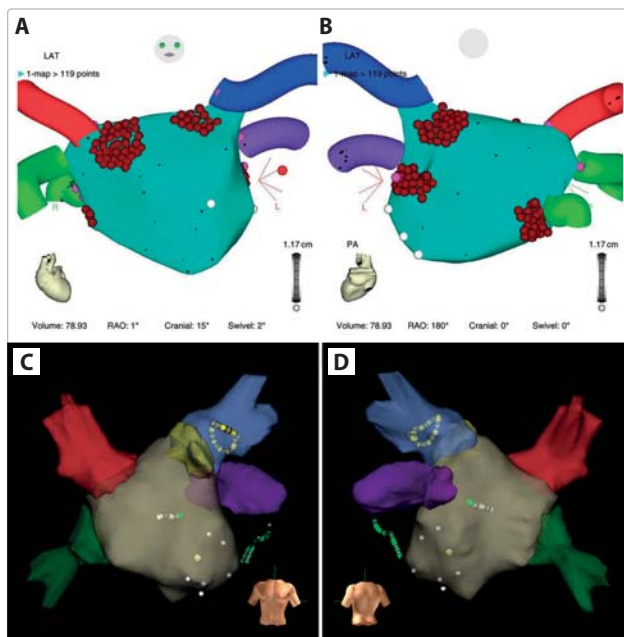 A
LAT
1-map > 119 points
R
L
1.17 cm
Volume: 78.93 RAO: 1° Cranial: 15° Swivel: 2°
B
LAT
1-map > 119 points
L
PA
1.17 cm
Volume: 78.93 RAO: 180° Cranial: 0° Swivel: 0°
C
D